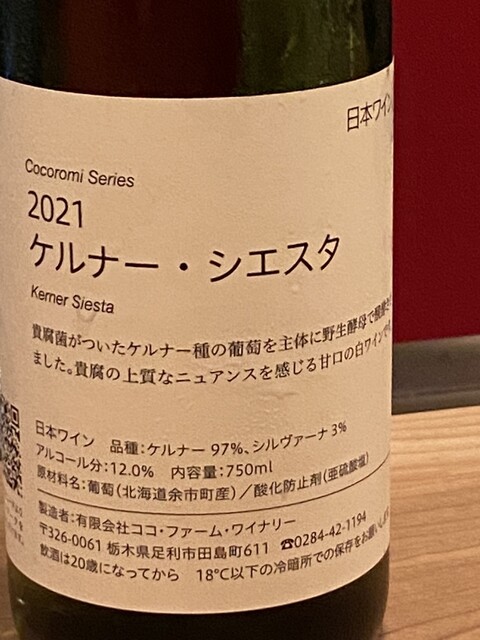 日本ワイン
Cocoromi Series
2021
ケルナー・シエスタ
Kerner Siesta
貴腐菌がついたケルナー種の葡萄を主体に野生酵母で醗酵
ました。貴腐の上質なニュアンスを感じる甘口の白ワインで
日本ワイン 品種：ケルナー 97%、シルヴァーナ 3%
アルコール分：12.0% 内容量：750ml
原材料名：葡萄（北海道余市町産）／酸化防止剤（亜硫酸塩）
製造者：有限会社ココ・ファーム・ワイナリー
〒326-0061 栃木県足利市田島町611 ☎0284-42-1194
飲酒は20歳になってから 18℃以下の冷暗所での保存をお願い